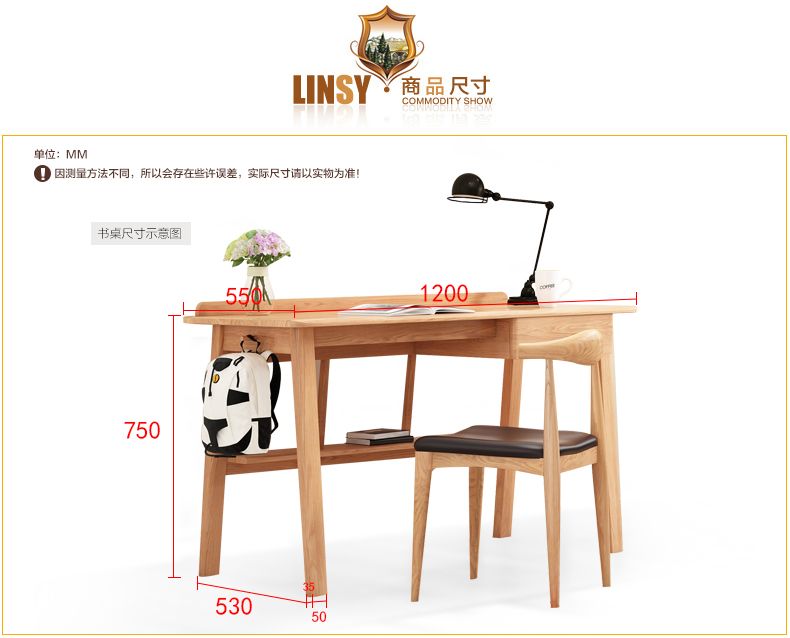 LINSY·商品尺寸
COMMODITY SHOW
单位：MM
因测量方法不同，所以会存在些许误差，实际尺寸请以实物为准！
书桌尺寸示意图
550
1200
COFFEE
750
530
35
50